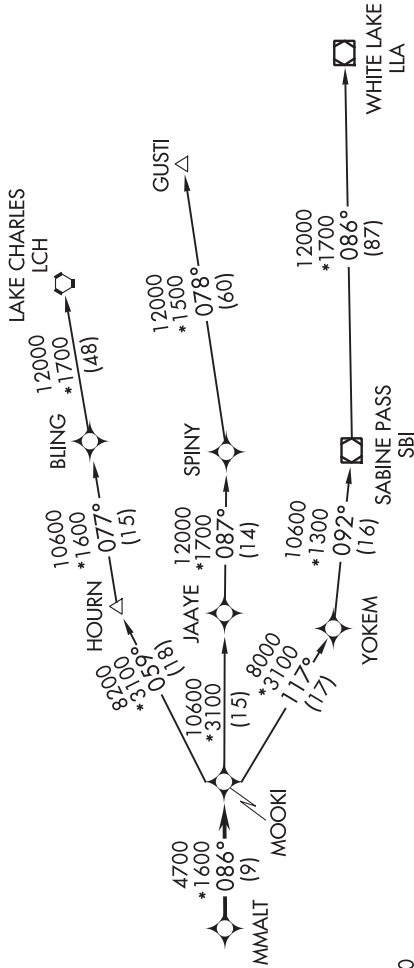 LAKE CHARLES
LCH
12000
*1700
(48)
BLING
10600
*1600
077°
(15)
HOURN
8200
*3100
059°
(18)
GUSTI
12000
*1500
078°
(60)
SPINY
12000
*1700
087°
(14)
JAAYE
10600
*3100
(15)
WHITE LAKE
LLA
12000
*1700
086°
(87)
SABINE PASS
SBI
10600
*1300
092°
(16)
YOKEM
8000
*3100
117°
(17)
MOOKI
4700
*1600
086°
(9)
MMALT
0